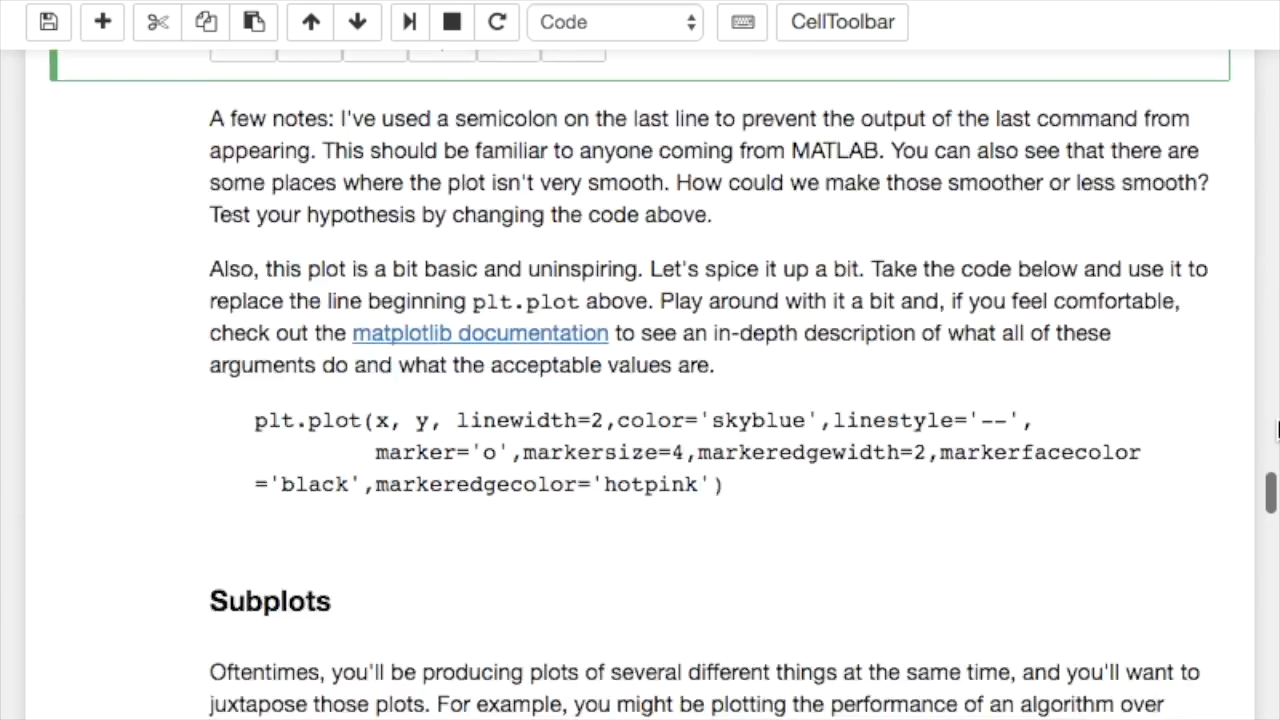 Code
CellToolbar
A few notes: I've used a semicolon on the last line to prevent the output of the last command from
appearing. This should be familiar to anyone coming from MATLAB. You can also see that there are
some places where the plot isn't very smooth. How could we make those smoother or less smooth?
Test your hypothesis by changing the code above.
Also, this plot is a bit basic and uninspiring. Let's spice it up a bit. Take the code below and use it to
replace the line beginning plt.plot above. Play around with it a bit and, if you feel comfortable,
check out the matplotlib documentation to see an in-depth description of what all of these
arguments do and what the acceptable values are.
plt.plot(x, y, linewidth=2,color='skyblue',linestyle='--',
marker='o',markersize=4,markeredgewidth=2,markerfacecolor
='black',markeredgecolor='hotpink')
Subplots
Oftentimes, you'll be producing plots of several different things at the same time, and you'll want to
juxtapose those plots. For example, you might be plotting the performance of an algorithm over